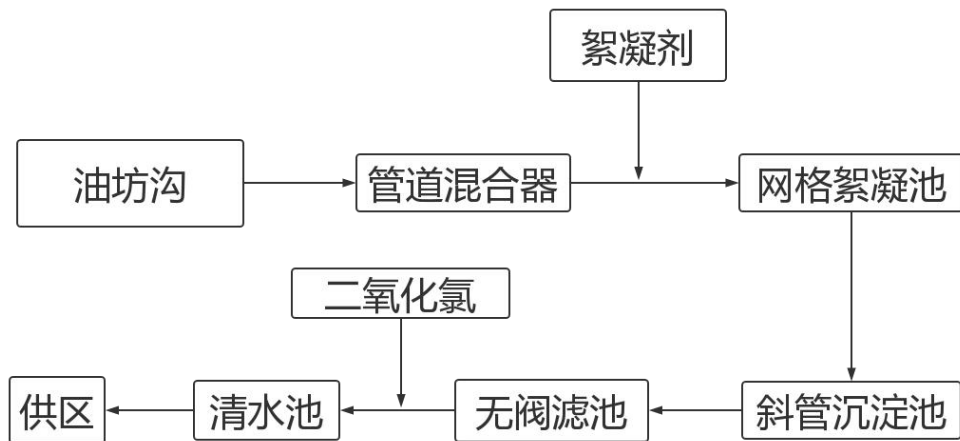 絮凝剂
油坊沟
管道混合器
网格絮凝池
二氧化氯
供区
清水池
无阀滤池
斜管沉淀池